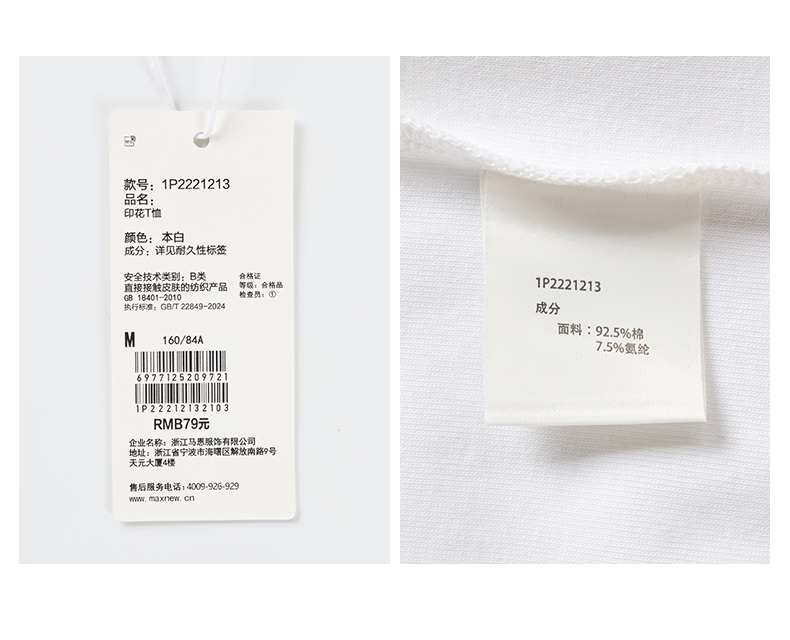 款号：1P2221213
品名：
印花T恤
颜色：本白
成分：详见耐久性标签
安全技术类别：B类
直接接触皮肤的纺织产品
GB 18401-2010
执行标准：GB/T 22849-2024
合格证
等级：合格品
检查员：①
M 160/84A
6977125209721
1P22212132103
RMB79元
企业名称：浙江马恩服饰有限公司
地址：浙江省宁波市海曙区解放南路9号
天元大厦4楼
售后服务电话：4009-926-929
www.maxnew.cn
1P2221213
成分
面料：92.5%棉
7.5%氨纶